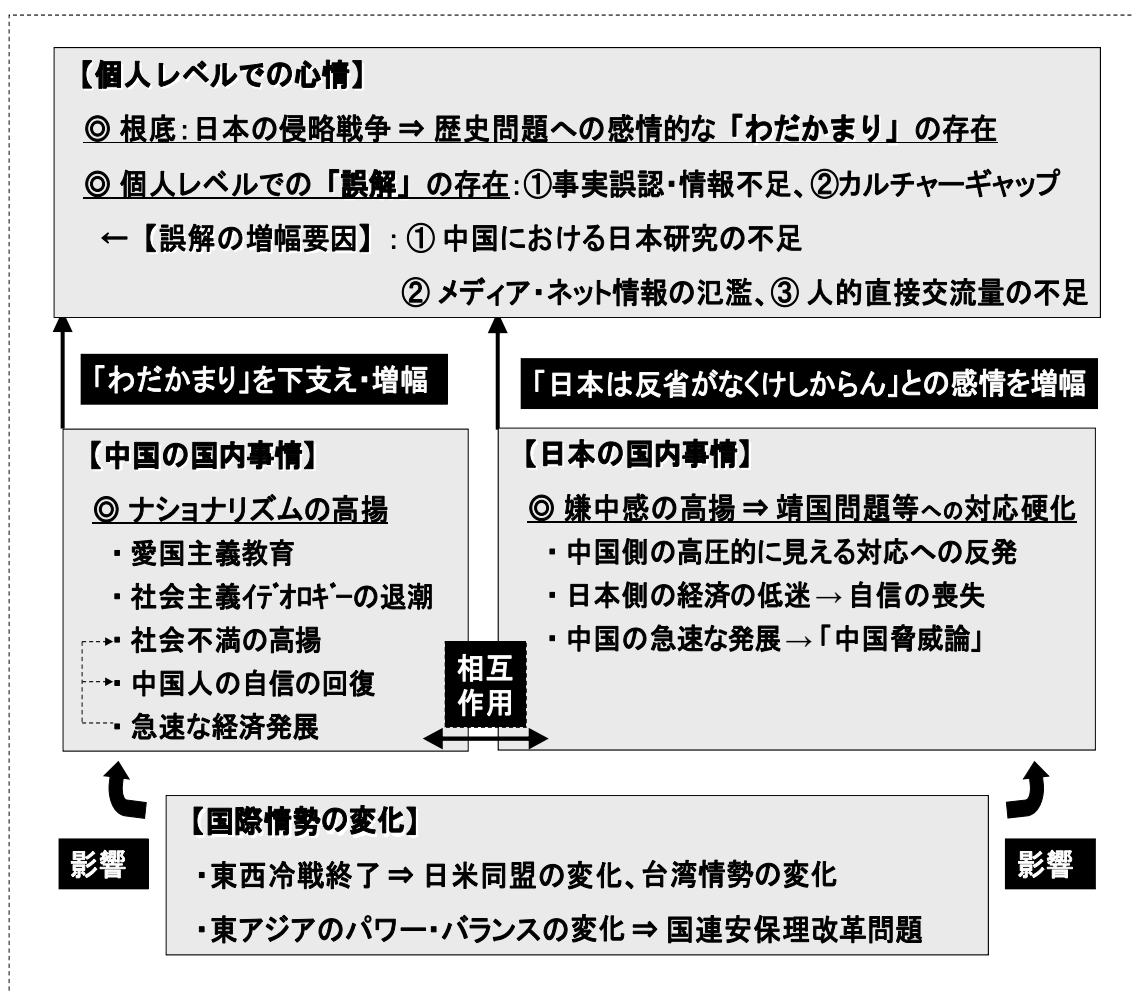 【個人レベルでの心情】
◎ 根底：日本の侵略戦争 ⇒ 歴史問題への感情的な「わだかまり」の存在
◎ 個人レベルでの「誤解」の存在：①事実誤認・情報不足、②カルチャーギャップ
←【誤解の増幅要因】：① 中国における日本研究の不足
② メディア・ネット情報の氾濫、③ 人的直接交流量の不足
「わだかまり」を下支え・増幅
「日本は反省がなくけしからん」との感情を増幅
【中国の国内事情】
◎ ナショナリズムの高揚
・愛国主義教育
・社会主義ｲﾃﾞｵﾛｷﾞｰの退潮
・社会不満の高揚
・中国人の自信の回復
・急速な経済発展
相互
作用
【日本の国内事情】
◎ 嫌中感の高揚 ⇒ 靖国問題等への対応硬化
・中国側の高圧的に見える対応への反発
・日本側の経済の低迷 → 自信の喪失
・中国の急速な発展 →「中国脅威論」
影響
【国際情勢の変化】
・東西冷戦終了 ⇒ 日米同盟の変化、台湾情勢の変化
・東アジアのパワー・バランスの変化 ⇒ 国連安保理改革問題
影響